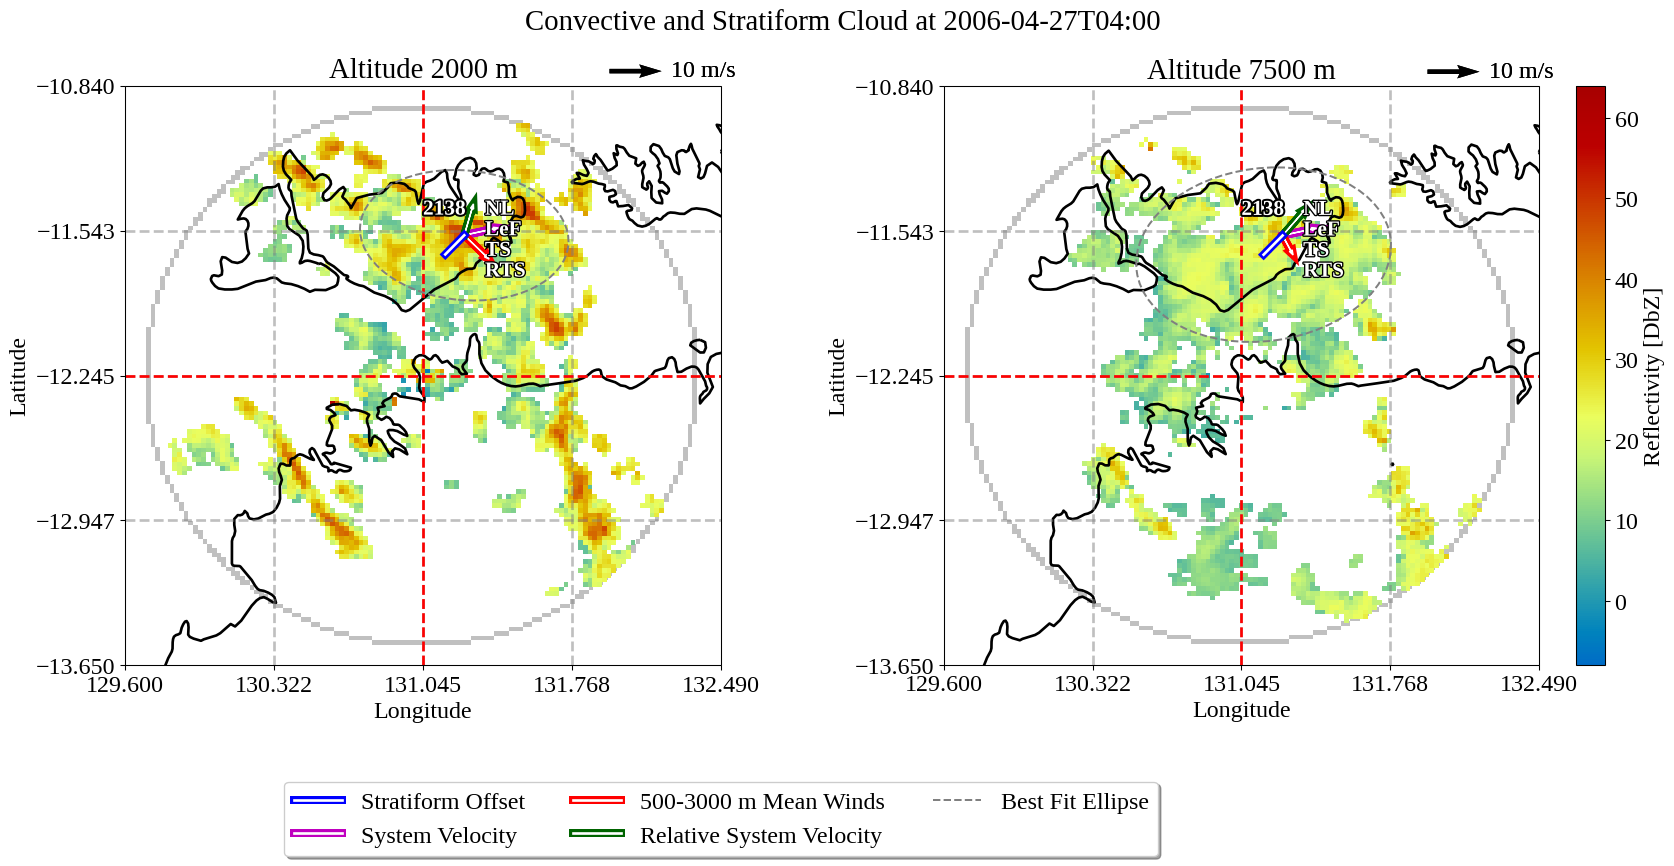 Convective and Stratiform Cloud at 2006-04-27T04:00
Altitude 2000 m
10 m/s
Altitude 7500 m
10 m/s
−10.840
−11.543
−12.245
−12.947
−13.650
Latitude
129.600
130.322
131.045
131.768
132.490
Longitude
2138
NL
LeF
TS
RTS
−10.840
−11.543
−12.245
−12.947
−13.650
Latitude
129.600
130.322
131.045
131.768
132.490
Longitude
2138
NL
LeF
TS
RTS
60
50
40
30
20
10
0
Reflectivity [DbZ]
Stratiform Offset
System Velocity
500-3000 m Mean Winds
Relative System Velocity
Best Fit Ellipse